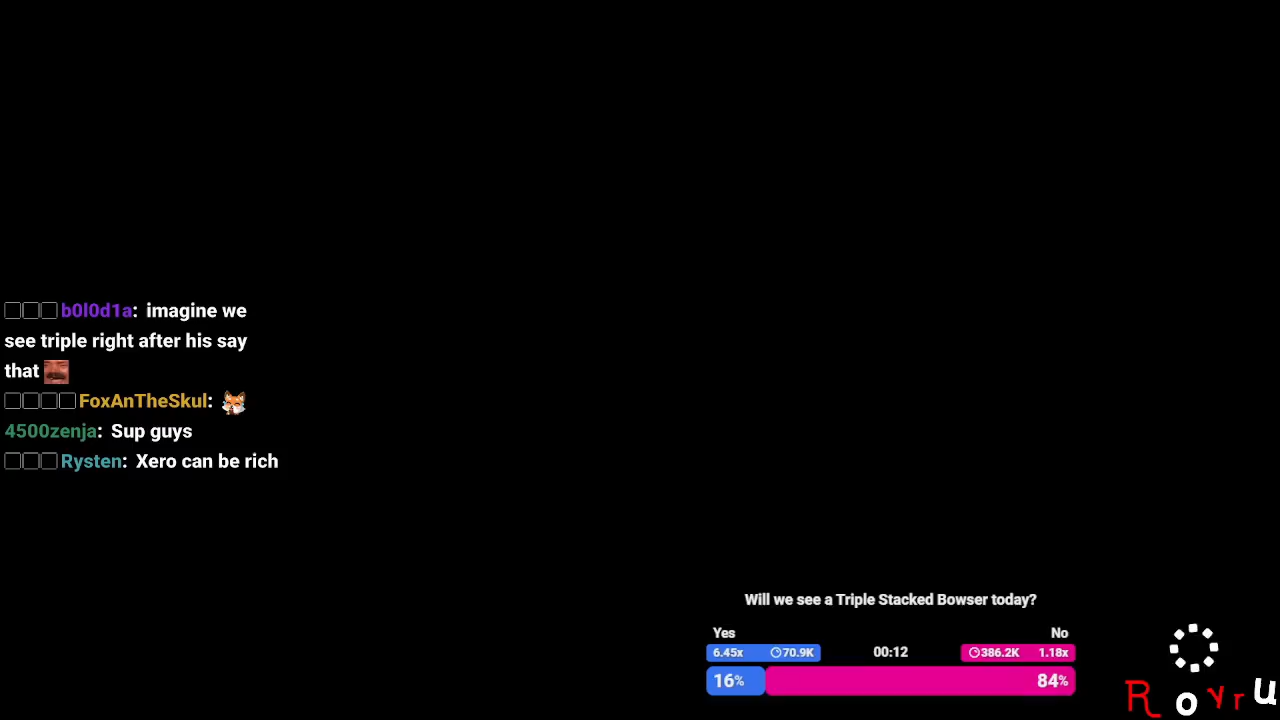 b0l0d1a: imagine we
see triple right after his say
that
FoxAnTheSkul:
4500zenja: Sup guys
Rysten: Xero can be rich
Will we see a Triple Stacked Bowser today?
Yes No
6.45x 70.9K 00:12 386.2K 1.18x
16% 84%
Royru